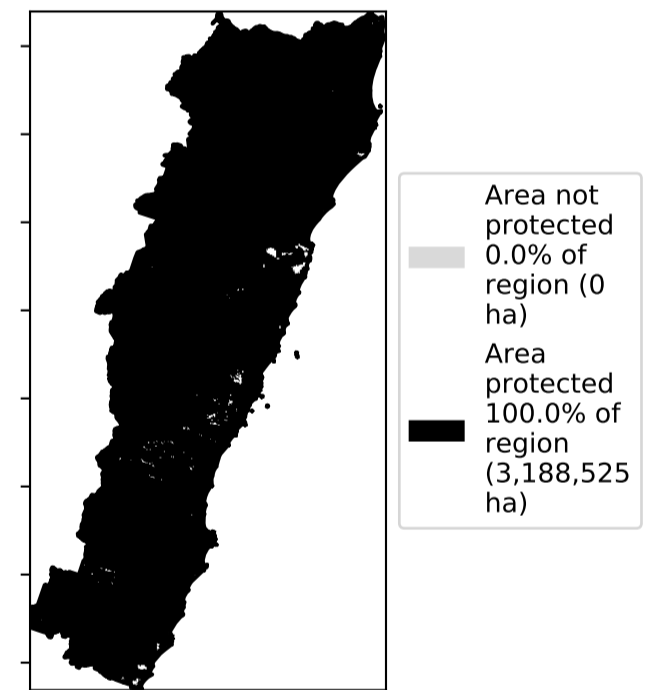 Area not
protected
0.0% of
region (0
ha)
Area
protected
100.0% of
region
(3,188,525
ha)